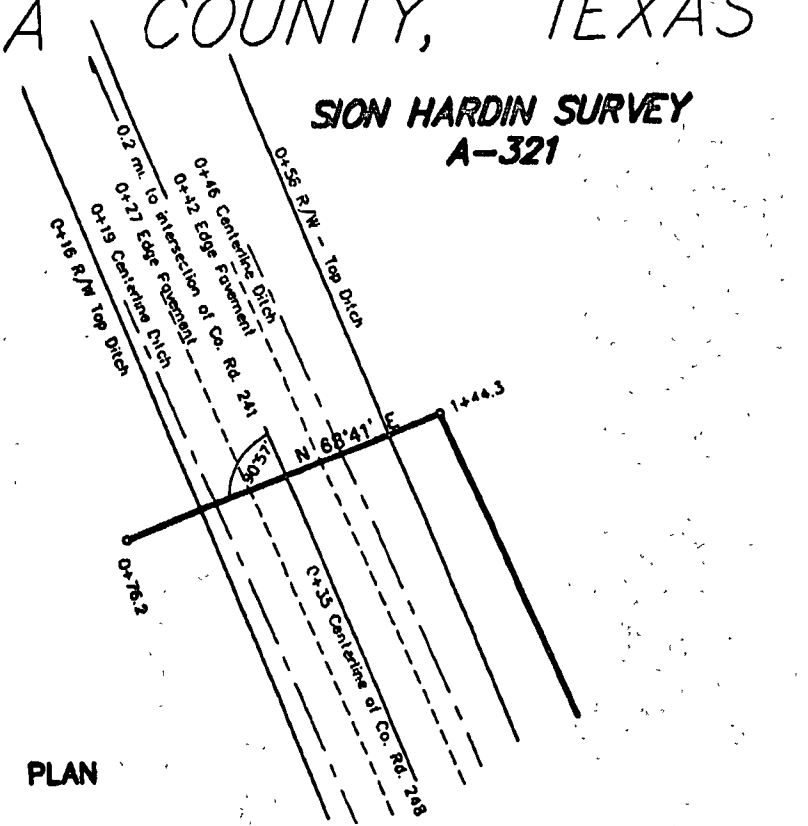 A COUNTY, TEXAS
SION HARDIN SURVEY
A-321
0+16 R/W Top Ditch
0+19 Centerline Ditch
0+27 Edge Pavement
0.2 mi. to intersection of Co. Rd. 241
0+42 Edge Pavement
0+46 Centerline Ditch
0+56 R/W - Top Ditch
N 68°41' E
90°57'
1+44.3
0+76.2
0+35 Centerline of Co. Rd. 248
PLAN